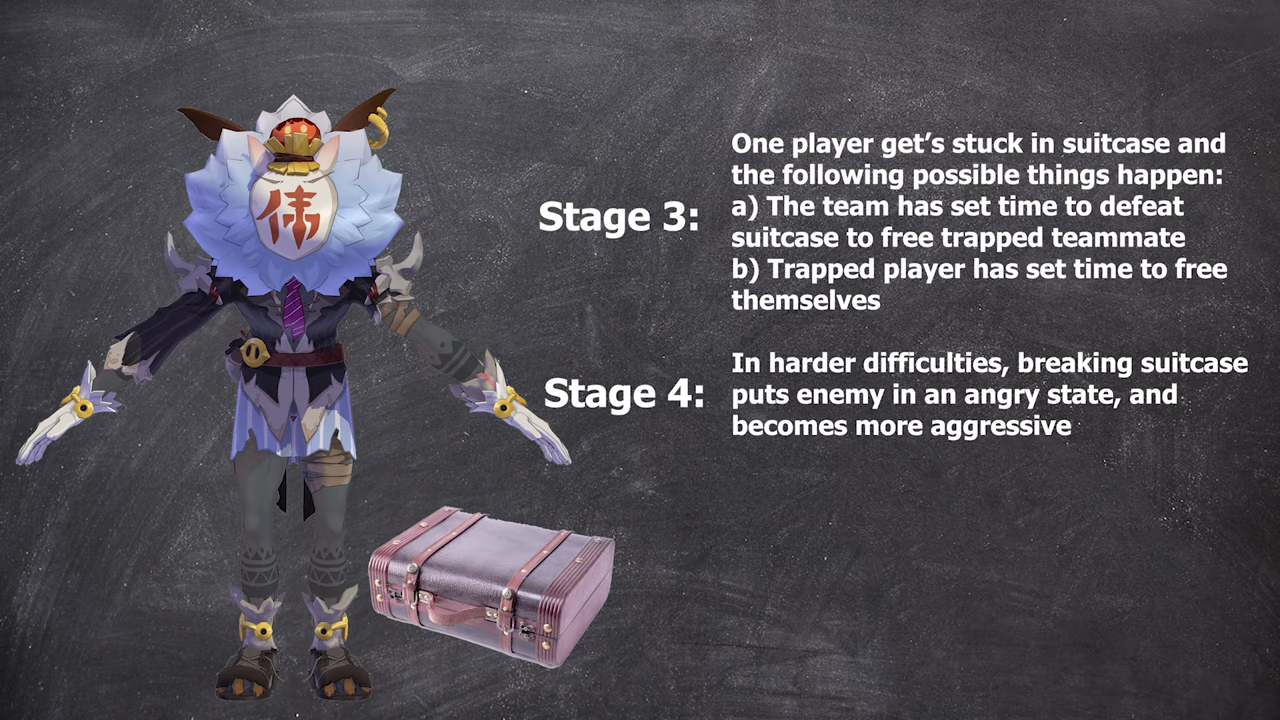 One player get’s stuck in suitcase and
the following possible things happen:
Stage 3:
a) The team has set time to defeat
suitcase to free trapped teammate
b) Trapped player has set time to free
themselves
In harder difficulties, breaking suitcase
Stage 4:
puts enemy in an angry state, and
becomes more aggressive
伟